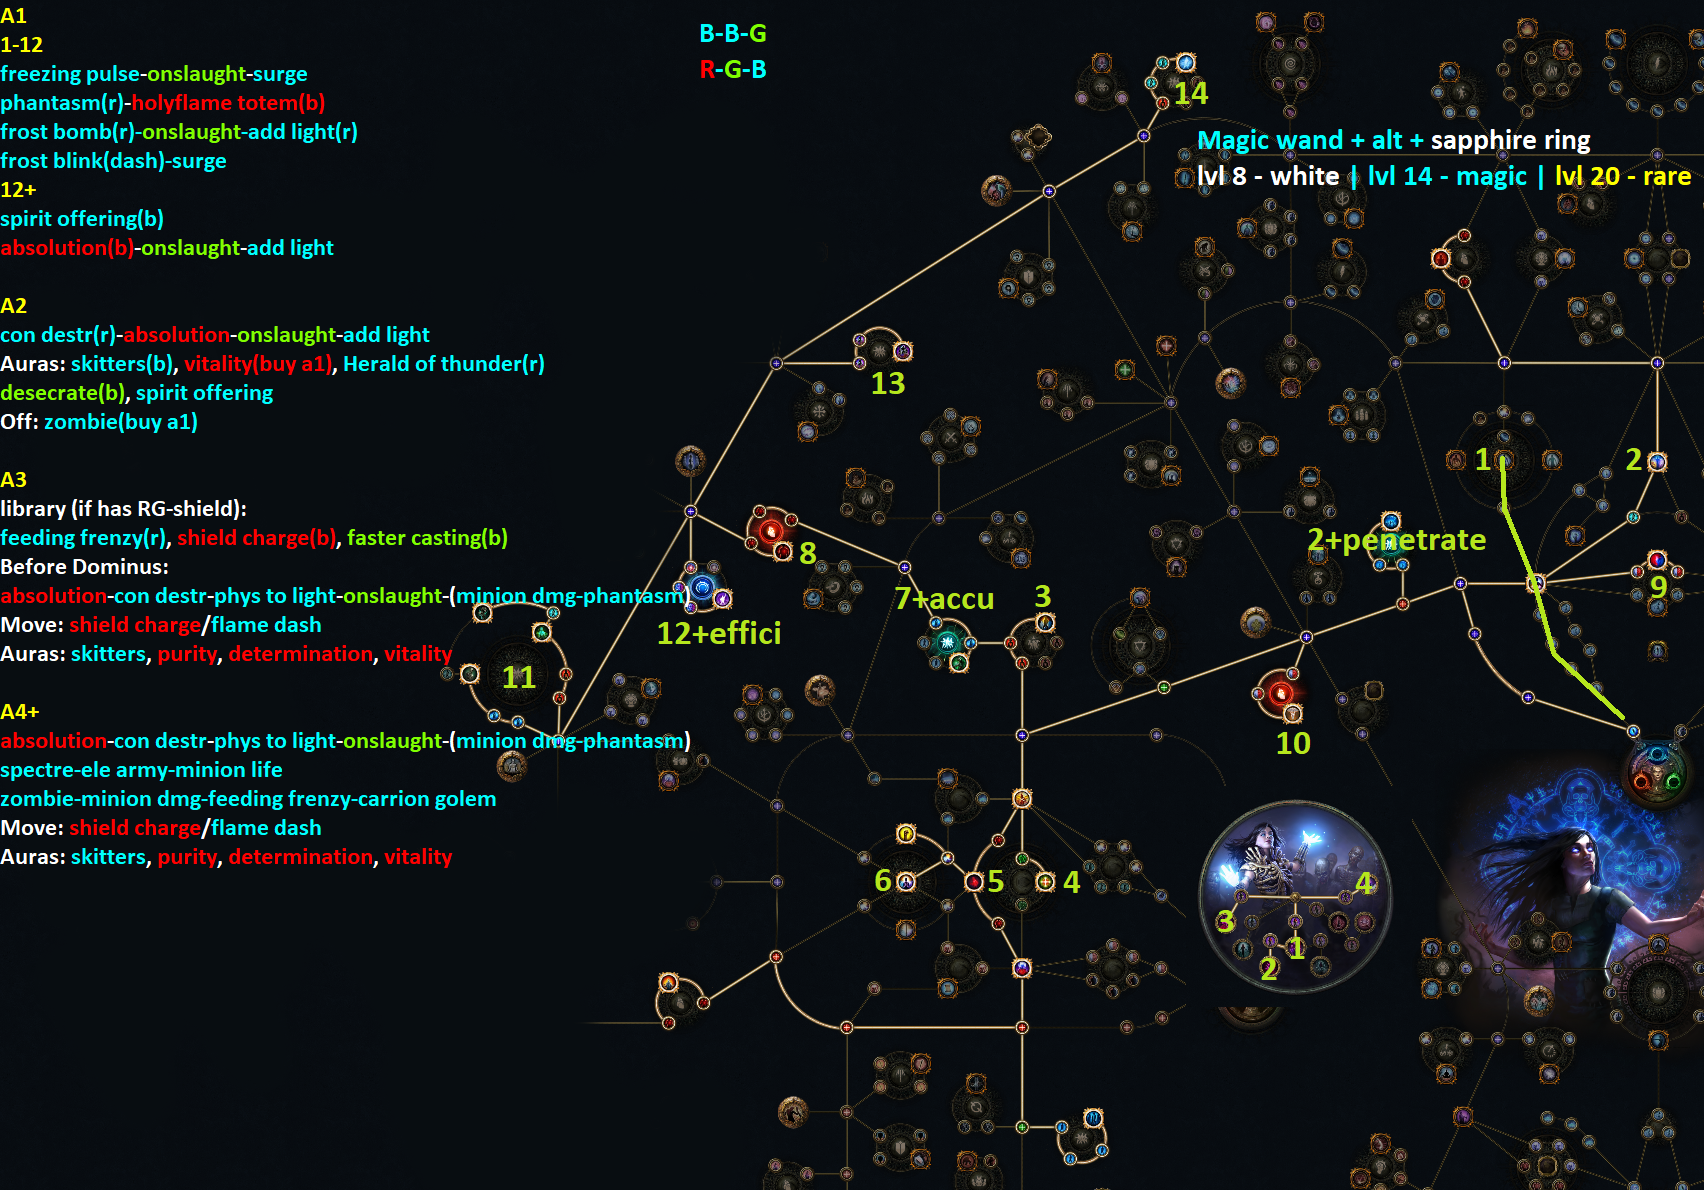 A1
1-12
freezing pulse-onslaught-surge
phantasm(r)-holyflame totem(b)
frost bomb(r)-onslaught-add light(r)
frost blink(dash)-surge
12+
spirit offering(b)
absolution(b)-onslaught-add light
A2
con destr(r)-absolution-onslaught-add light
Auras: skitters(b), vitality(buy a1), Herald of thunder(r)
desecrate(b), spirit offering
Off: zombie(buy a1)
A3
library (if has RG-shield):
feeding frenzy(r), shield charge(b), faster casting(b)
Before Dominus:
absolution-con destr-phys to light-onslaught-(minion dmg-phantasm)
Move: shield charge/flame dash
Auras: skitters, purity, determination, vitality
A4+
absolution-con destr-phys to light-onslaught-(minion dmg-phantasm)
spectre-ele army-minion life
zombie-minion dmg-feeding frenzy-carrion golem
Move: shield charge/flame dash
Auras: skitters, purity, determination, vitality
B-B-G
R-G-B
14
Magic wand + alt + sapphire ring
lvl 8 - white | lvl 14 - magic | lvl 20 - rare
13
1
2
8
2+penetrate
7+accu
3
9
12+effici
11
10
6
5
4
4
3
1
2